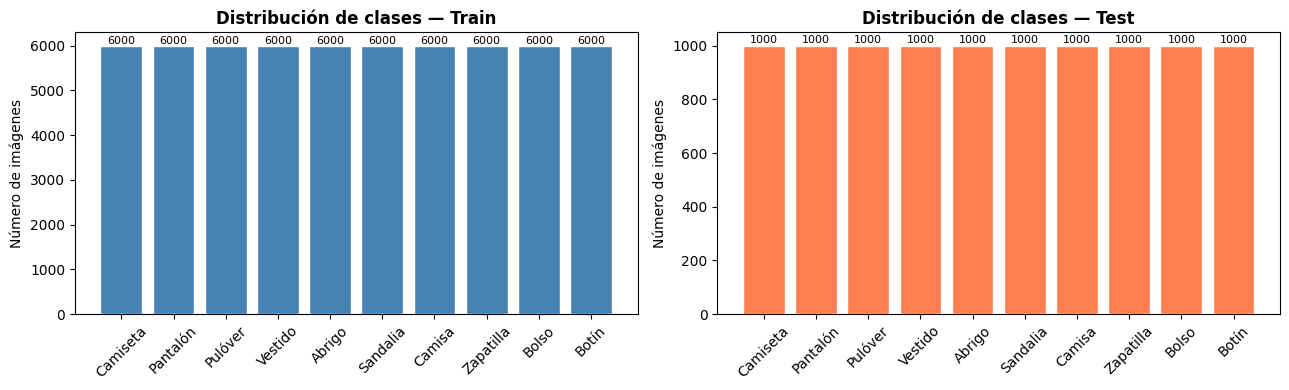 Distribución de clases — Train
Número de imágenes
6000
5000
4000
3000
2000
1000
0
6000 6000 6000 6000 6000 6000 6000 6000 6000 6000
Camiseta Pantalón Pulóver Vestido Abrigo Sandalia Camisa Zapatilla Bolso Botín
Distribución de clases — Test
Número de imágenes
1000
800
600
400
200
0
1000 1000 1000 1000 1000 1000 1000 1000 1000 1000
Camiseta Pantalón Pulóver Vestido Abrigo Sandalia Camisa Zapatilla Bolso Botín